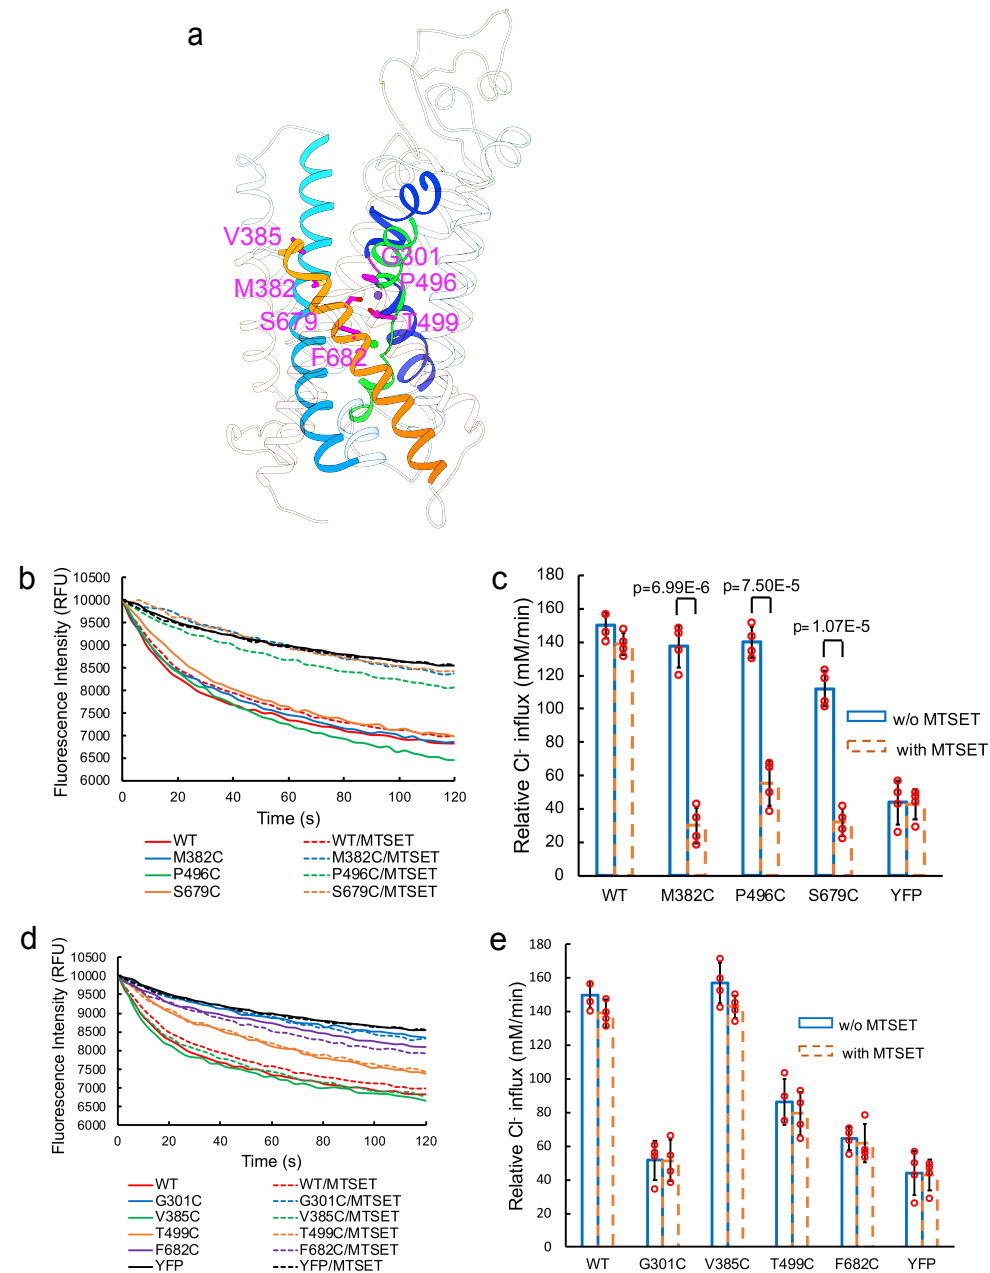 a
V385
G301
M382
P496
S679
T499
F682
b
Fluorescence Intensity (RFU)
10500
10000
9500
9000
8500
8000
7500
7000
6500
6000
0 20 40 60 80 100 120
Time (s)
WT WT/MTSET
M382C M382C/MTSET
P496C P496C/MTSET
S679C S679C/MTSET
c
Relative Cl- influx (mM/min)
180
160
140
120
100
80
60
40
20
0
p=6.99E-6
p=7.50E-5
p= 1.07E-5
w/o MTSET
with MTSET
WT M382C P496C S679C YFP
d
Fluorescence Intensity (RFU)
10500
10000
9500
9000
8500
8000
7500
7000
6500
6000
0 20 40 60 80 100 120
Time (s)
WT WT/MTSET
G301C G301C/MTSET
V385C V385C/MTSET
T499C T499C/MTSET
F682C F682C/MTSET
YFP YFP/MTSET
e
Relative Cl- influx (mM/min)
180
160
140
120
100
80
60
40
20
0
w/o MTSET
with MTSET
WT G301C V385C T499C F682C YFP